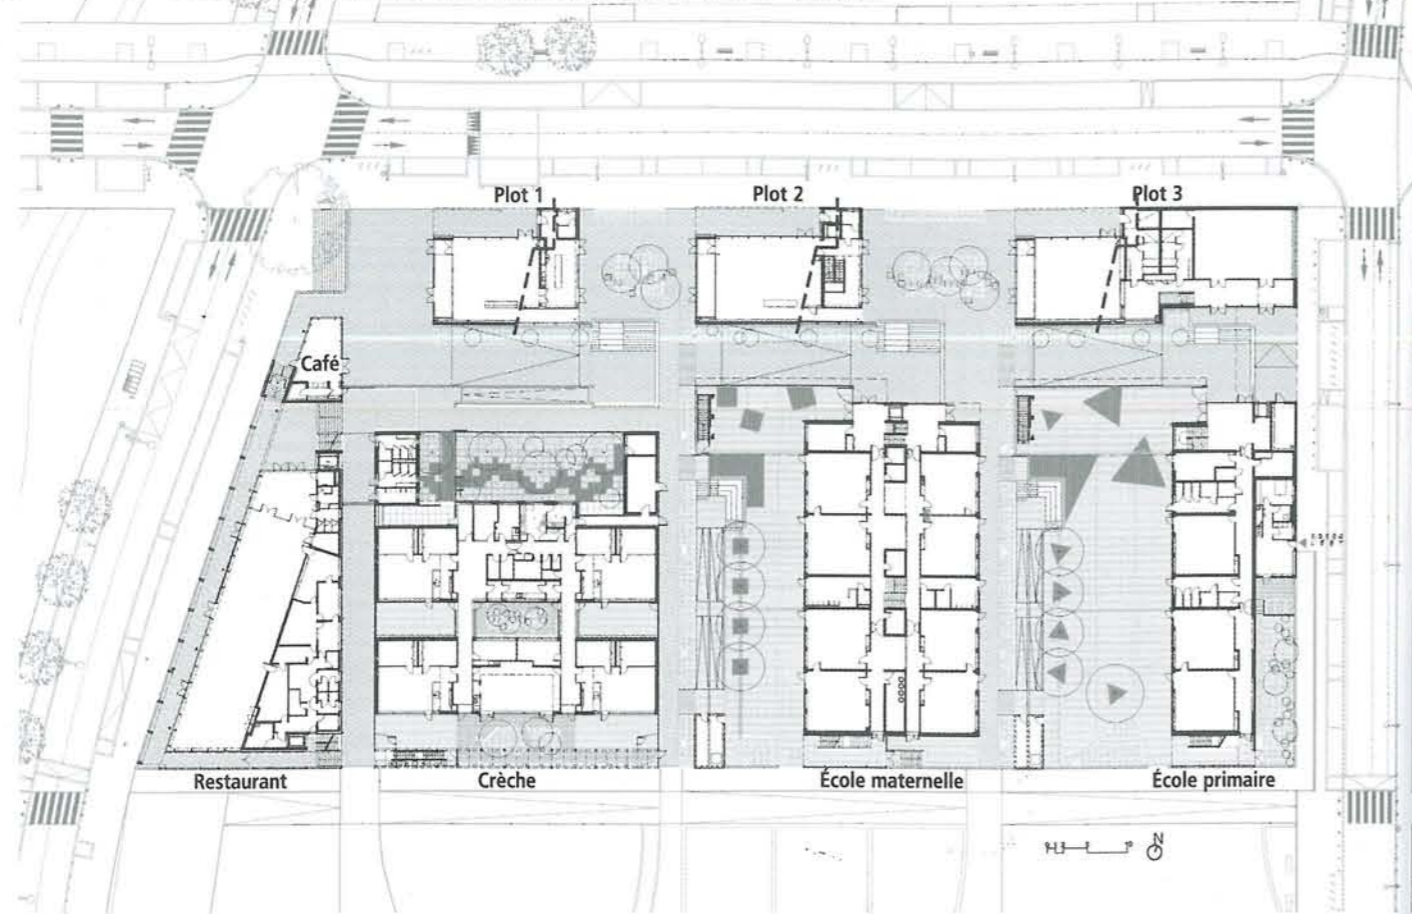 Plot 1
Plot 2
Plot 3
Café
Restaurant
Crèche
École maternelle
École primaire
N